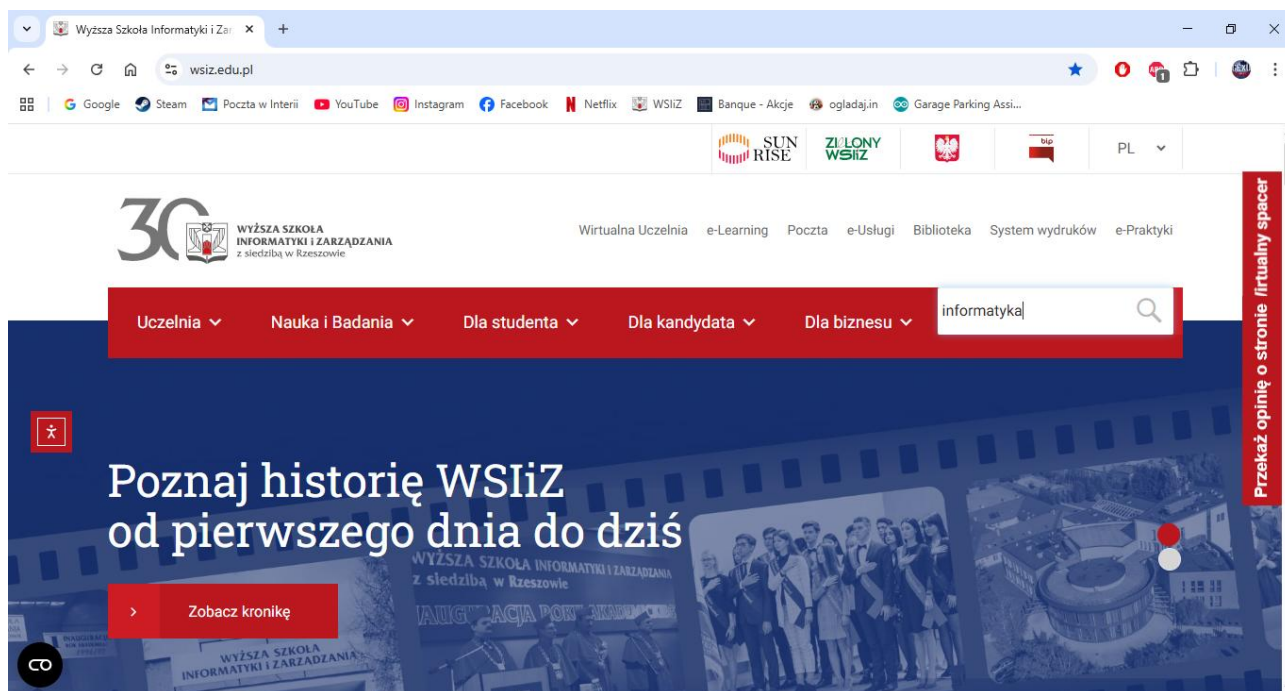 Wyższa Szkoła Informatyki i Zar
wsiz.edu.pl
Google Steam Poczta w Interii YouTube Instagram Facebook Netflix WSIiZ Banque - Akcje ogladaj.in Garage Parking Assi...
SUN RISE
ZIELONY WSIiZ
bip
PL
30
WYŻSZA SZKOŁA
INFORMATYKI i ZARZĄDZANIA
z siedzibą w Rzeszowie
Wirtualna Uczelnia e-Learning Poczta e-Usługi Biblioteka System wydruków e-Praktyki
Uczelnia Nauka i Badania Dla studenta Dla kandydata Dla biznesu informatyka
Przekaż opinię o stronie
irtualny spacer
Poznaj historię WSIiZ
od pierwszego dnia do dziś
Zobacz kronikę
WYŻSZA SZKOŁA INFORMATYKI I ZARZĄDZANIA
z siedzibą w Rzeszowie
WYŻSZA SZKOŁA
INFORMATYKI i ZARZĄDZANIA